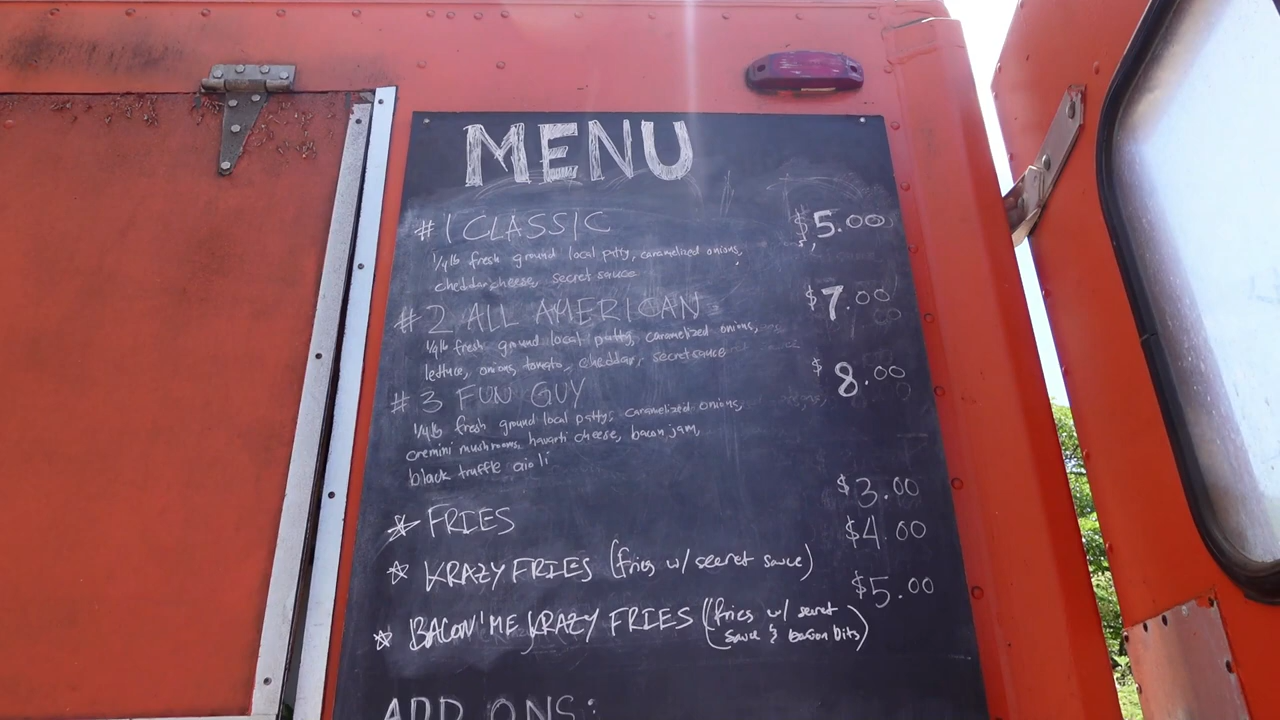 MENU
#1 CLASSIC $5.00
1/4lb fresh ground local patty, caramelized onions,
cheddar cheese, secret sauce
#2 ALL AMERICAN $7.00
1/4lb fresh ground local patty, caramelized onions,
lettuce, onions, tomato, cheddar, secret sauce
#3 FUN GUY $8.00
1/4lb fresh ground local pattys, caramelized onions,
cremini mushrooms, havarti cheese, bacon jam,
black truffle aioli
☆ FRIES $3.00
☆ KRAZY FRIES (fries w/ secret sauce) $4.00
☆ BACON'ME KRAZY FRIES (fries w/ secret $5.00
sauce & bacon bits)
ADD ONS: